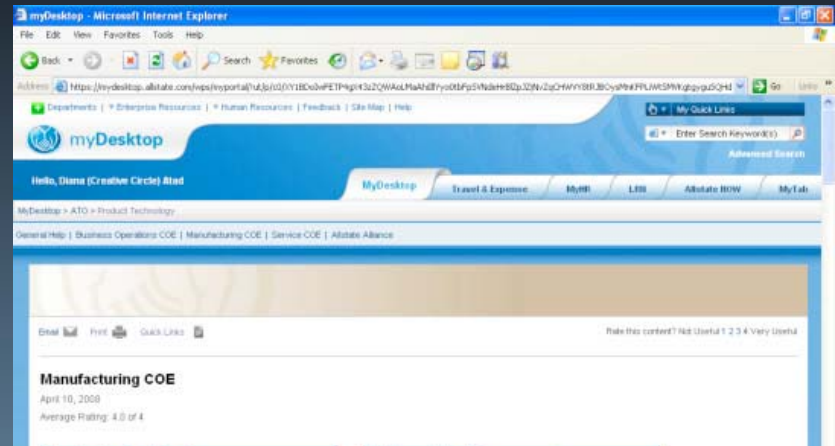 myDesktop - Microsoft Internet Explorer
File Edit View Favorites Tools Help
Back Search Favorites
Address Go Links
Departments | Enterprise Resources | Human Resources | Feedback | Site Map | Help My Quick Links
myDesktop Enter Search Keyword(s)
Advanced Search
Hello, Diana (Creative Circle) Atad MyDesktop Travel & Expense MyHR LRN Allstate NOW MyTab
MyDesktop > ATO > Product Technology
General Help | Business Operations COE | Manufacturing COE | Service COE | Allstate Alliance
Email Print Quick Links Rate this content? Not Useful 1 2 3 4 Very Useful
Manufacturing COE
April 10, 2008
Average Rating: 4.0 of 4